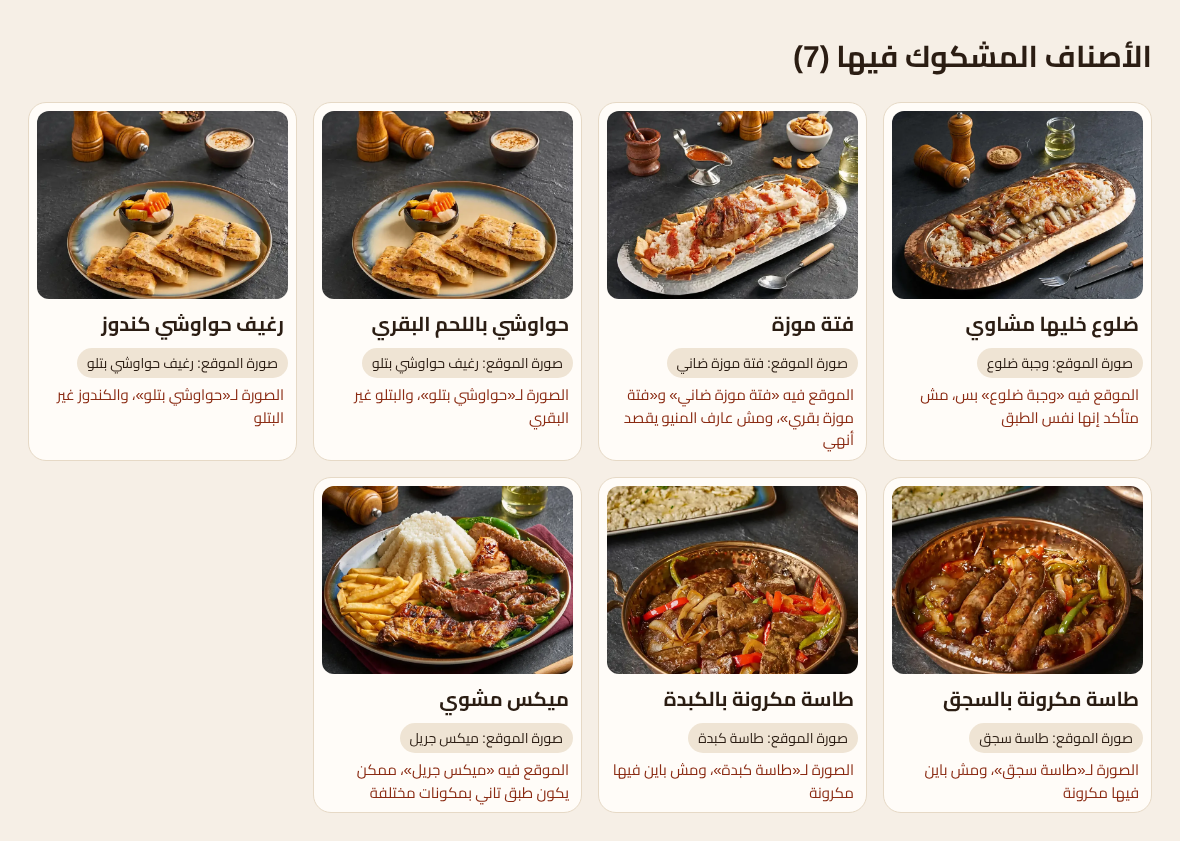 الأصناف المشكوك فيها (7)
ضلوع خليها مشاوي
صورة الموقع: وجبة ضلوع
الموقع فيه «وجبة ضلوع» بس، مش
متأكد إنها نفس الطبق
فتة موزة
صورة الموقع: فتة موزة ضاني
الموقع فيه «فتة موزة ضاني» و«فتة
موزة بقري»، ومش عارف المنيو يقصد
أنهي
حواوشي باللحم البقري
صورة الموقع: رغيف حواوشي بتلو
الصورة لـ«حواوشي بتلو»، والبتلو غير
البقري
رغيف حواوشي كندوز
صورة الموقع: رغيف حواوشي بتلو
الصورة لـ«حواوشي بتلو»، والكندوز غير
البتلو
طاسة مكرونة بالسجق
صورة الموقع: طاسة سجق
الصورة لـ«طاسة سجق»، ومش باين
فيها مكرونة
طاسة مكرونة بالكبدة
صورة الموقع: طاسة كبدة
الصورة لـ«طاسة كبدة»، ومش باين فيها
مكرونة
ميكس مشوي
صورة الموقع: ميكس جريل
الموقع فيه «ميكس جريل»، ممكن
يكون طبق تاني بمكونات مختلفة